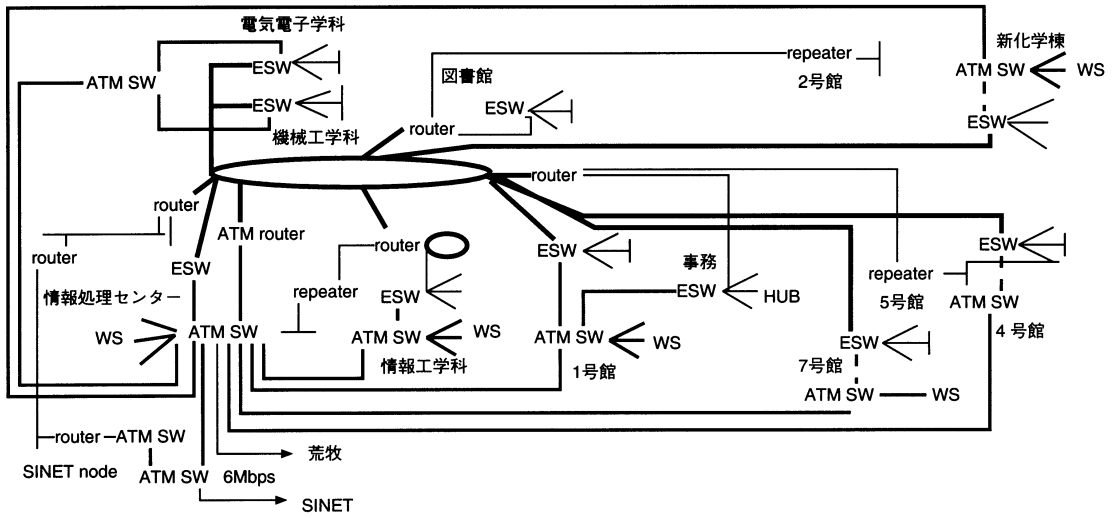 電気電子学科
ATM SW
ESW
ESW
機械工学科
図書館
ESW
router
repeater
2号館
新化学棟
ATM SW
WS
ESW
router
router
router
ATM router
ESW
情報処理センター
WS
ATM SW
router
repeater
ESW
ATM SW
WS
情報工学科
ESW
ATM SW
WS
1号館
事務
ESW
HUB
ESW
repeater
5号館
ATM SW
4 号館
ESW
7号館
ATM SW
WS
router
ATM SW
SINET node
ATM SW
6Mbps
荒牧
SINET